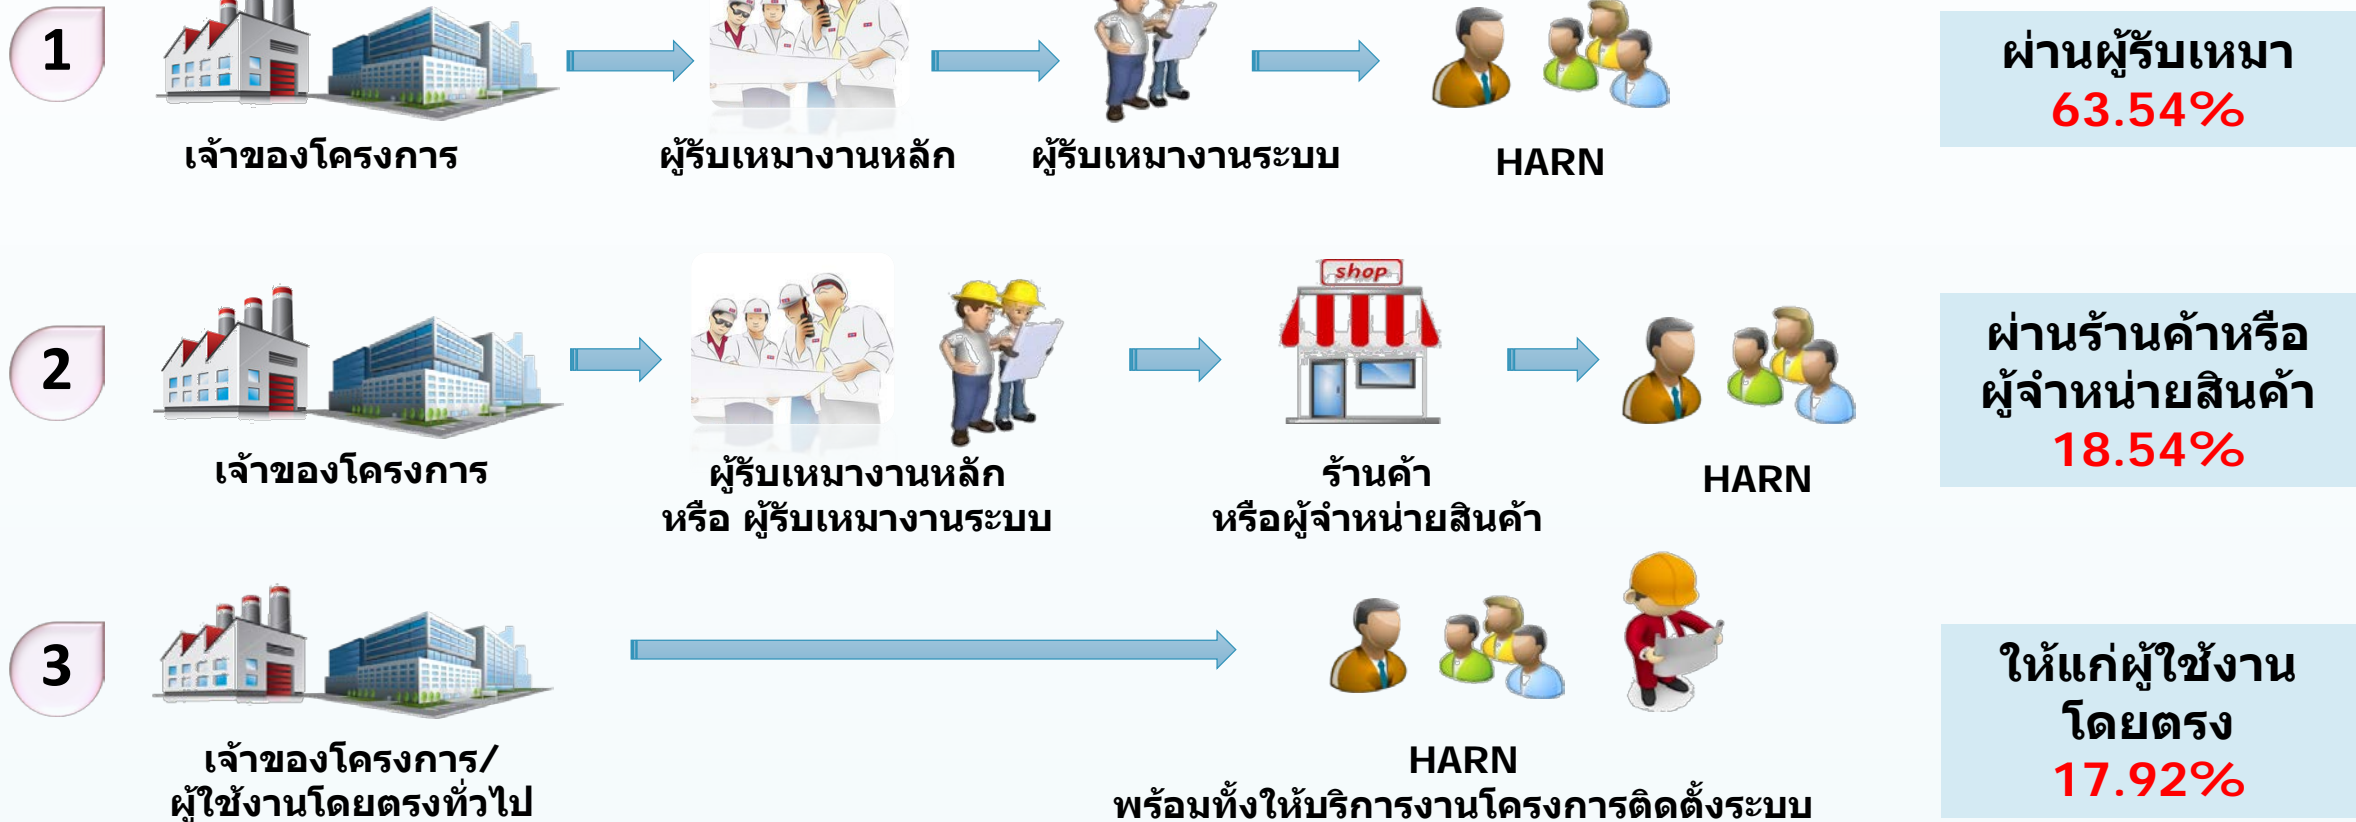 1
ผ่านผู้รับเหมา
63.54%
เจ้าของโครงการ
ผู้รับเหมางานหลัก
ผู้รับเหมางานระบบ
HARN
2
shop
ผ่านร้านค้าหรือ
ผู้จำหน่ายสินค้า
18.54%
เจ้าของโครงการ
ผู้รับเหมางานหลัก
หรือ ผู้รับเหมางานระบบ
ร้านค้า
หรือผู้จำหน่ายสินค้า
HARN
3
ให้แก่ผู้ใช้งาน
โดยตรง
17.92%
เจ้าของโครงการ/
ผู้ใช้งานโดยตรงทั่วไป
HARN
พร้อมทั้งให้บริการงานโครงการติดตั้งระบบ